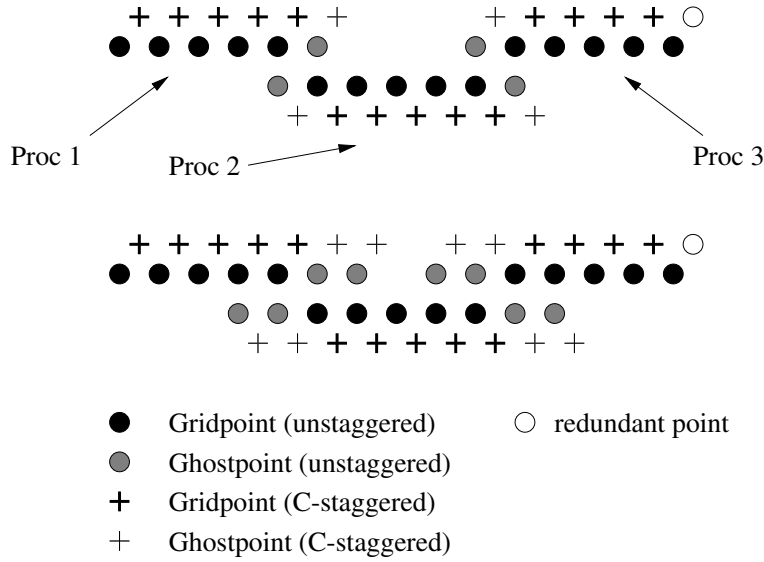 Proc 1
Proc 2
Proc 3
Gridpoint (unstaggered)
redundant point
Ghostpoint (unstaggered)
Gridpoint (C-staggered)
Ghostpoint (C-staggered)